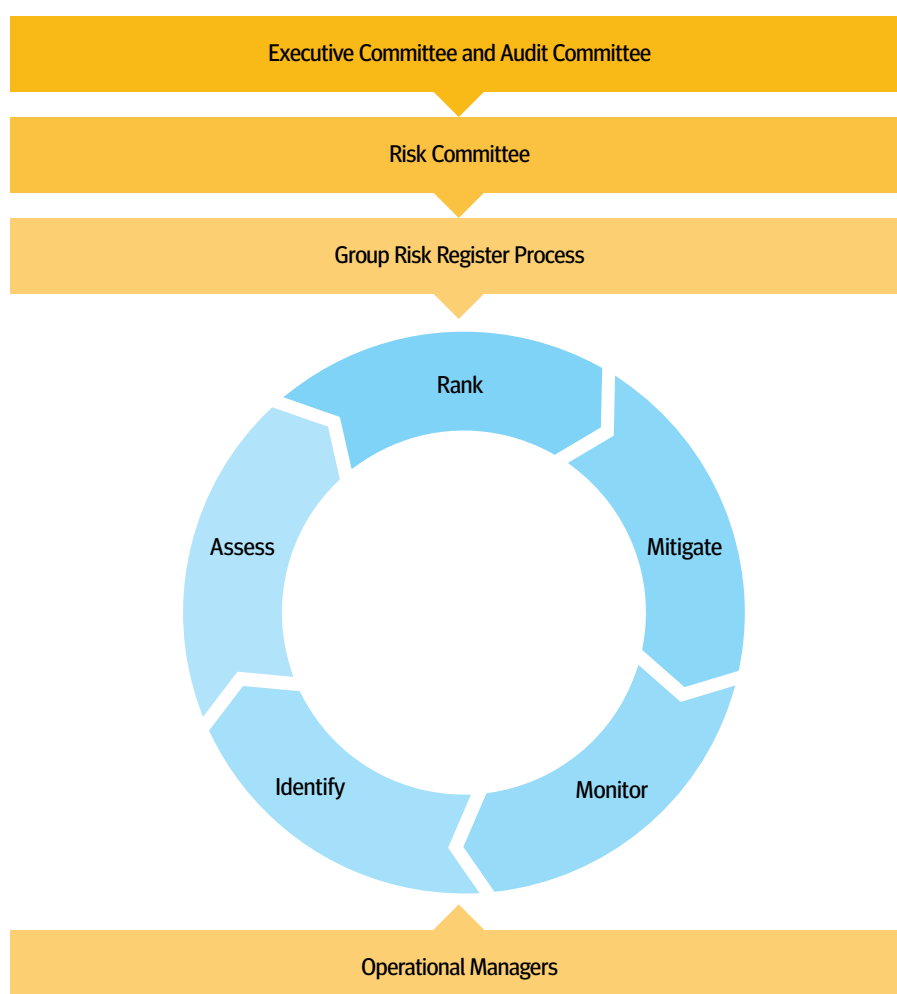 Executive Committee and Audit Committee
Risk Committee
Group Risk Register Process
Rank
Assess
Mitigate
Identify
Monitor
Operational Managers